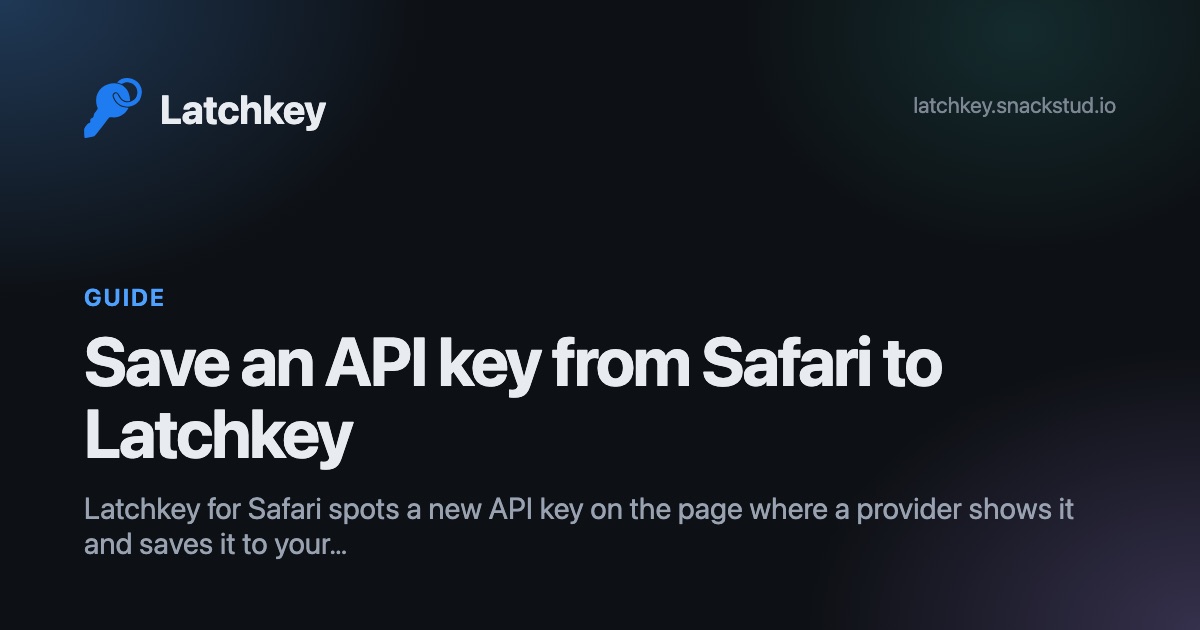 Latchkey
latchkey.snackstud.io
GUIDE
Save an API key from Safari to
Latchkey
Latchkey for Safari spots a new API key on the page where a provider shows it
and saves it to your...